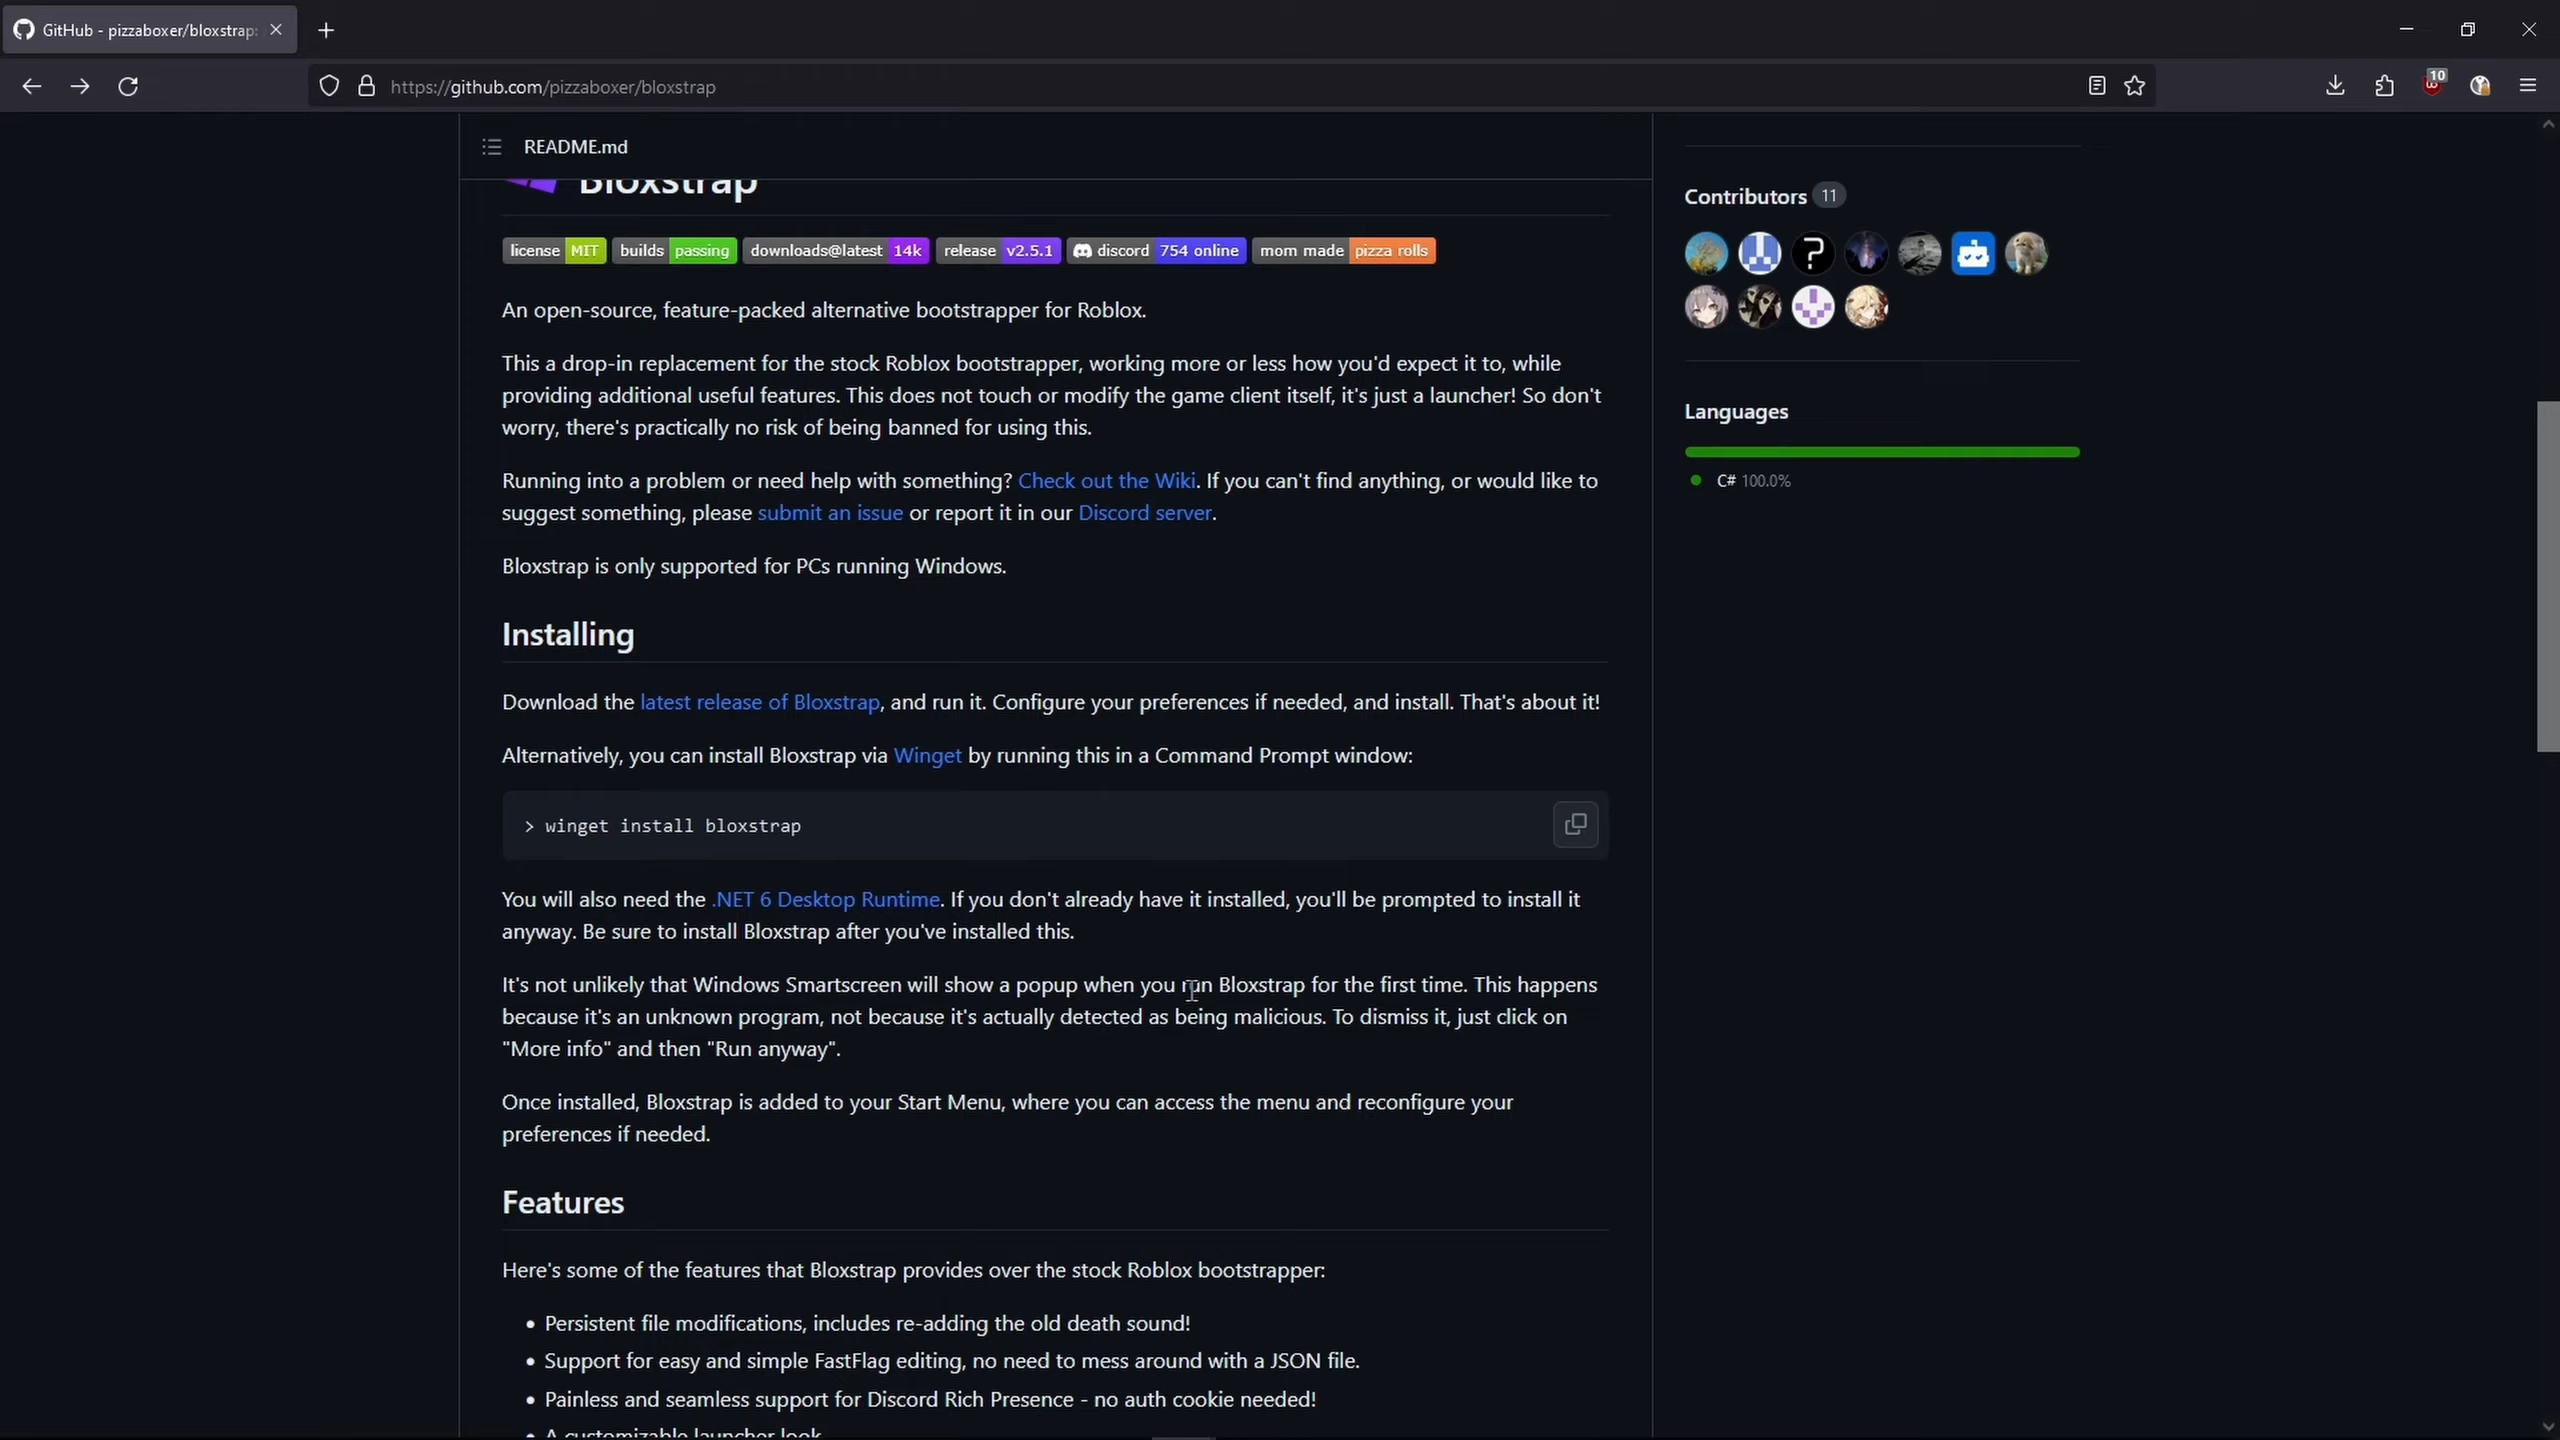 GitHub - pizzaboxer/bloxstrap:
https://github.com/pizzaboxer/bloxstrap
10
README.md
Bloxstrap
license MIT builds passing downloads@latest 14k release v2.5.1 discord 754 online mom made pizza rolls
An open-source, feature-packed alternative bootstrapper for Roblox.
This a drop-in replacement for the stock Roblox bootstrapper, working more or less how you'd expect it to, while
providing additional useful features. This does not touch or modify the game client itself, it's just a launcher! So don't
worry, there's practically no risk of being banned for using this.
Running into a problem or need help with something? Check out the Wiki. If you can't find anything, or would like to
suggest something, please submit an issue or report it in our Discord server.
Bloxstrap is only supported for PCs running Windows.
Installing
Download the latest release of Bloxstrap, and run it. Configure your preferences if needed, and install. That's about it!
Alternatively, you can install Bloxstrap via Winget by running this in a Command Prompt window:
> winget install bloxstrap
You will also need the .NET 6 Desktop Runtime. If you don't already have it installed, you'll be prompted to install it
anyway. Be sure to install Bloxstrap after you've installed this.
It's not unlikely that Windows Smartscreen will show a popup when you run Bloxstrap for the first time. This happens
because it's an unknown program, not because it's actually detected as being malicious. To dismiss it, just click on
"More info" and then "Run anyway".
Once installed, Bloxstrap is added to your Start Menu, where you can access the menu and reconfigure your
preferences if needed.
Features
Here's some of the features that Bloxstrap provides over the stock Roblox bootstrapper:
• Persistent file modifications, includes re-adding the old death sound!
• Support for easy and simple FastFlag editing, no need to mess around with a JSON file.
• Painless and seamless support for Discord Rich Presence - no auth cookie needed!
• A customizable launcher look
Contributors 11
Languages
C# 100.0%